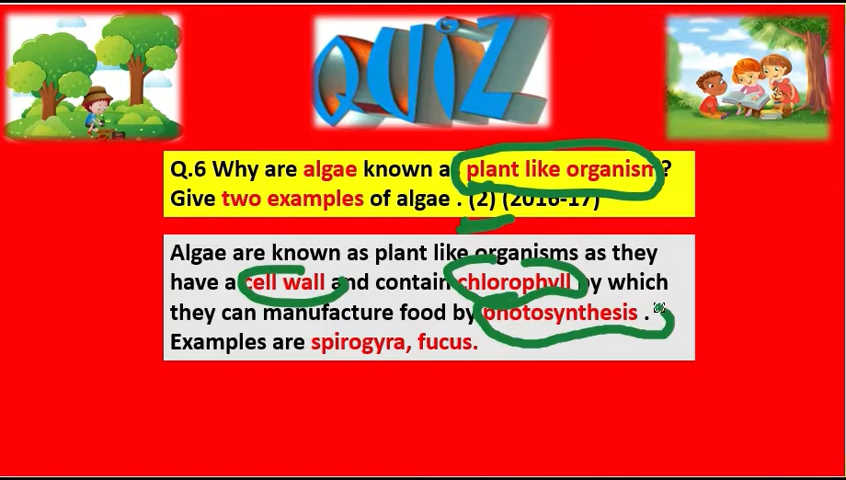 QUiZ
Q.6 Why are algae known as plant like organism?
Give two examples of algae . (2) (2016-17)
Algae are known as plant like organisms as they
have a cell wall and contain chlorophyll by which
they can manufacture food by photosynthesis .
Examples are spirogyra, fucus.